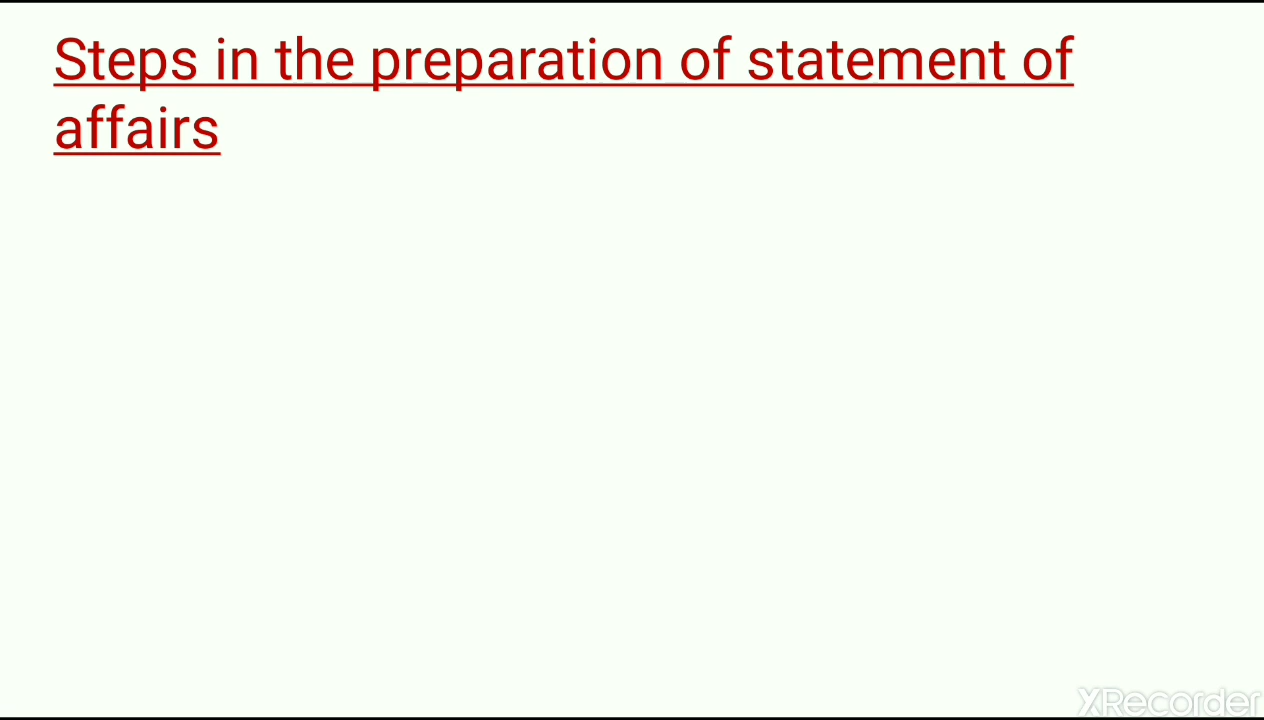 Steps in the preparation of statement of
affairs
XRecorder